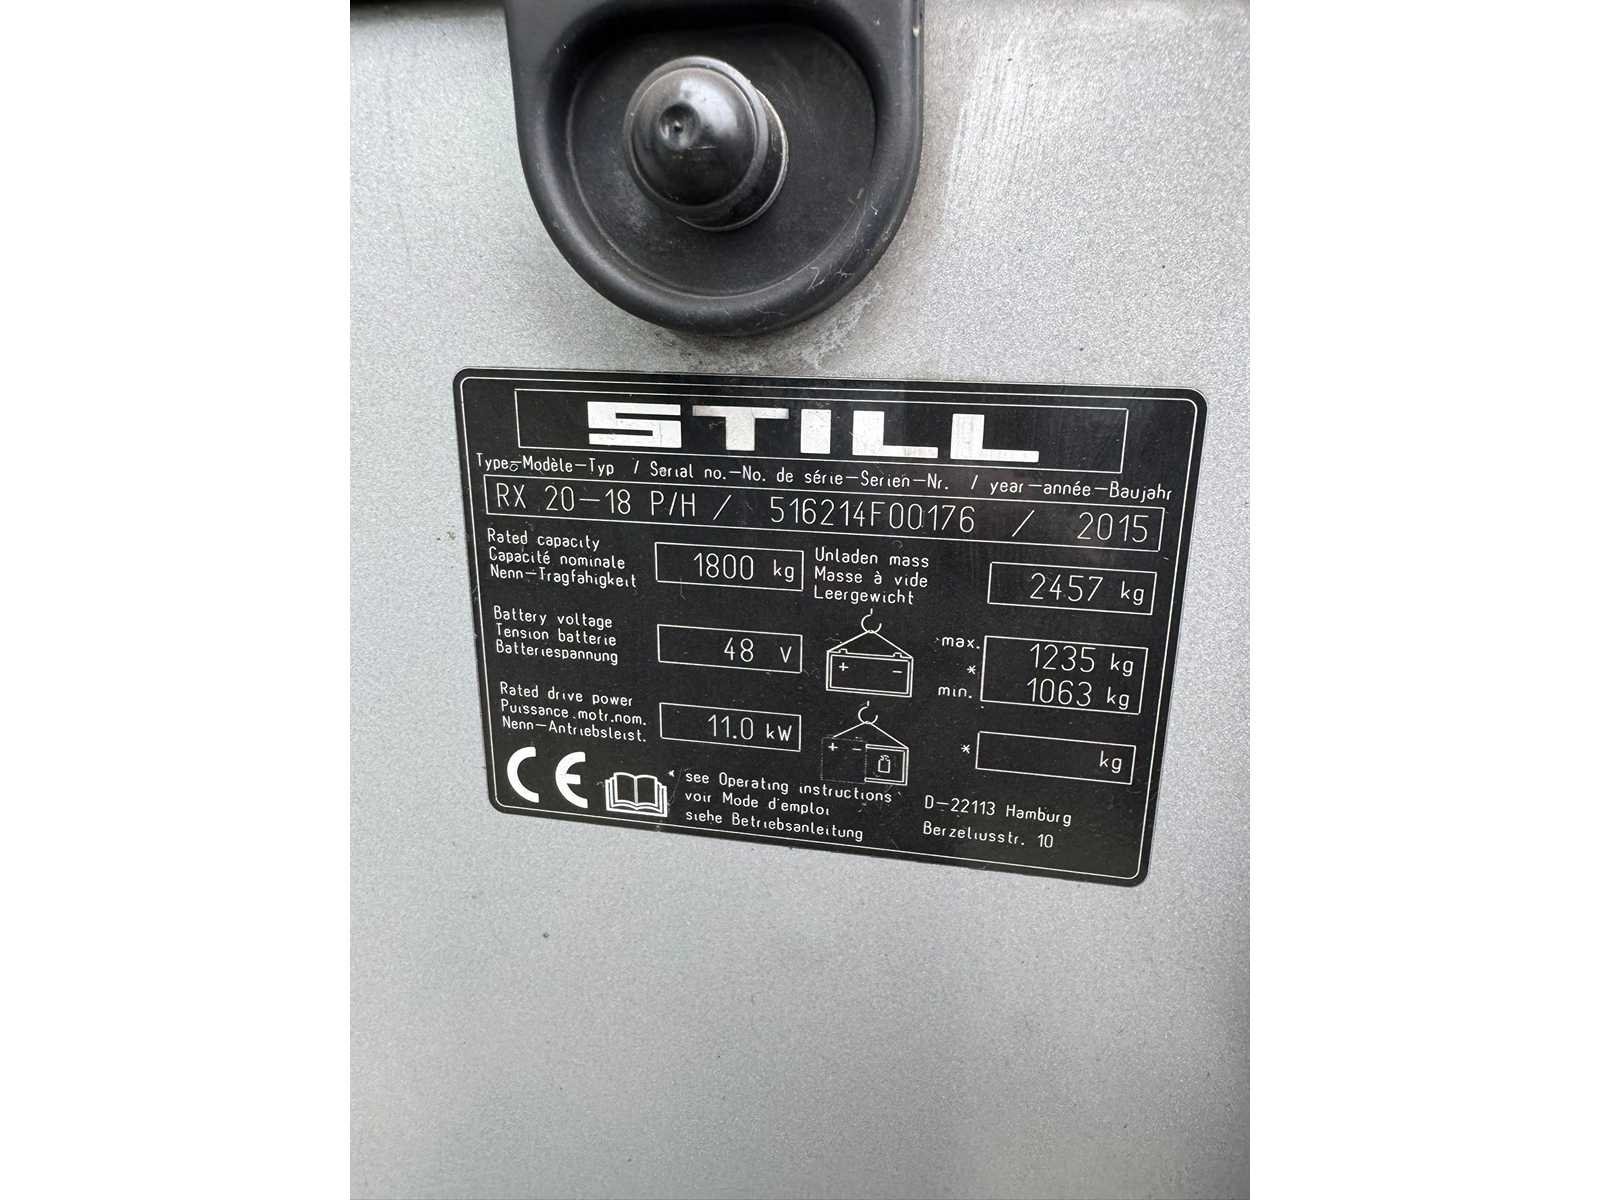 STILL
Type-Modèle-Typ / Serial no.-No. de série-Serien-Nr. / year-année-Baujahr
RX 20-18 P/H / 516214F00176 / 2015
Rated capacity
Capacité nominale
Nenn-Tragfähigkeit
1800 kg
Unladen mass
Masse à vide
Leergewicht
2457 kg
Battery voltage
Tension batterie
Batteriespannung
48 V
+ -
max. 1235 kg
*
min. 1063 kg
Rated drive power
Puissance.motr.nom.
Nenn-Antriebsleist.
11.0 kW
+ -
* kg
CE
* see Operating instructions
voir Mode d'emploi
siehe Betriebsanleitung
D-22113 Hamburg
Berzeliusstr. 10